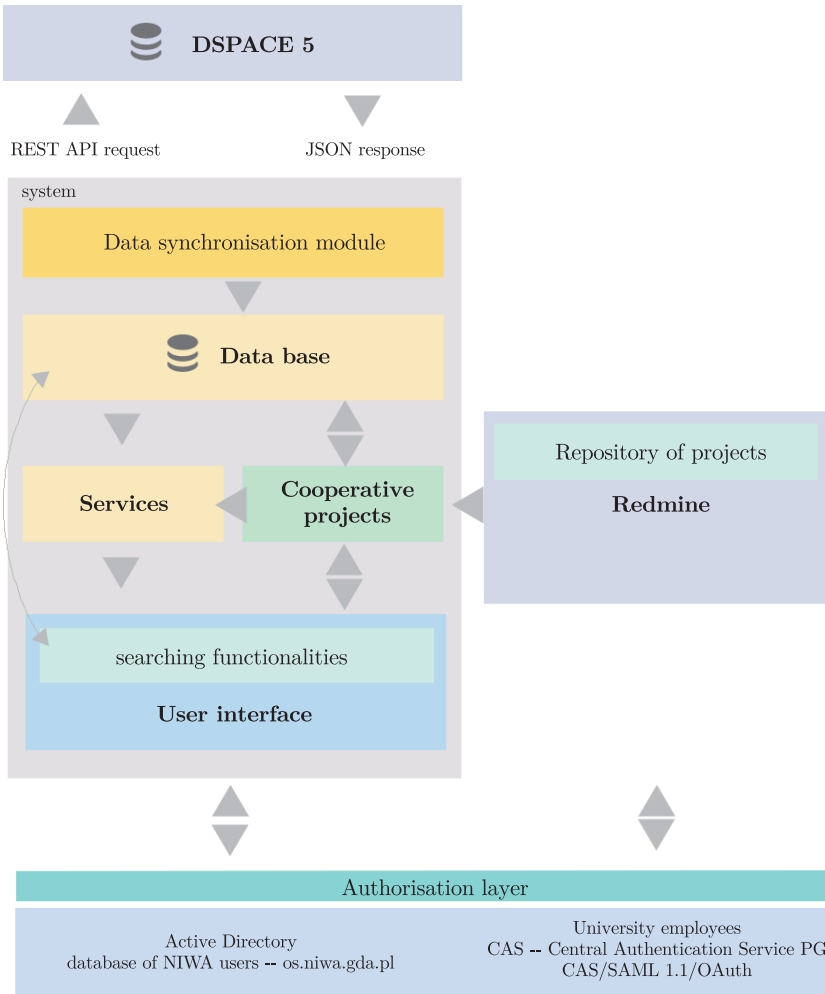 DSPACE 5
REST API request
JSON response
system
Data synchronisation module
Data base
Services
Cooperative
projects
Repository of projects
Redmine
searching functionalities
User interface
Authorisation layer
Active Directory
database of NIWA users -- os.niwa.gda.pl
University employees
CAS -- Central Authentication Service PG
CAS/SAML 1.1/OAuth